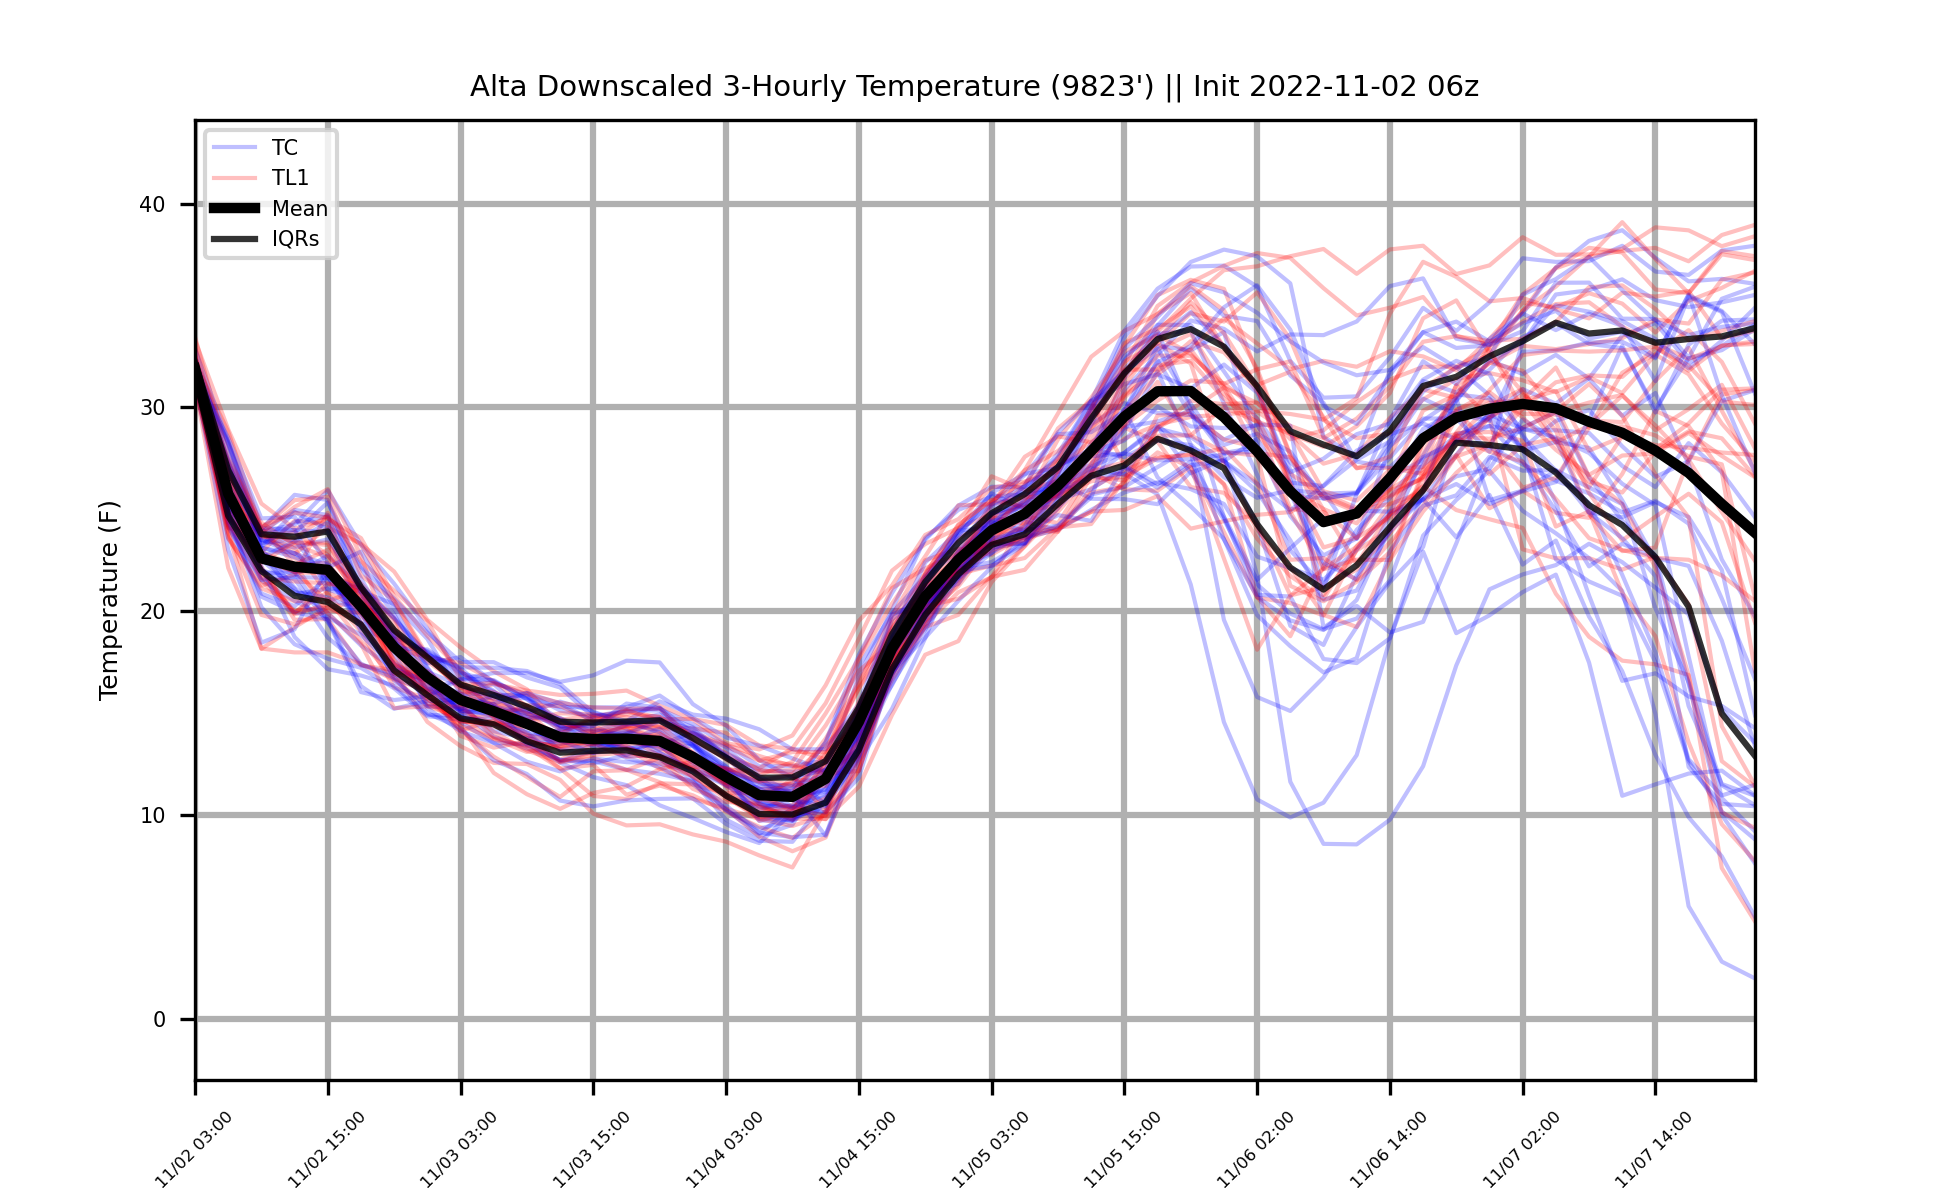 Alta Downscaled 3-Hourly Temperature (9823') || Init 2022-11-02 06z
TC
TL1
Mean
IQRs
Temperature (F)
40
30
20
10
0
11/02 03:00
11/02 15:00
11/03 03:00
11/03 15:00
11/04 03:00
11/04 15:00
11/05 03:00
11/05 15:00
11/06 02:00
11/06 14:00
11/07 02:00
11/07 14:00